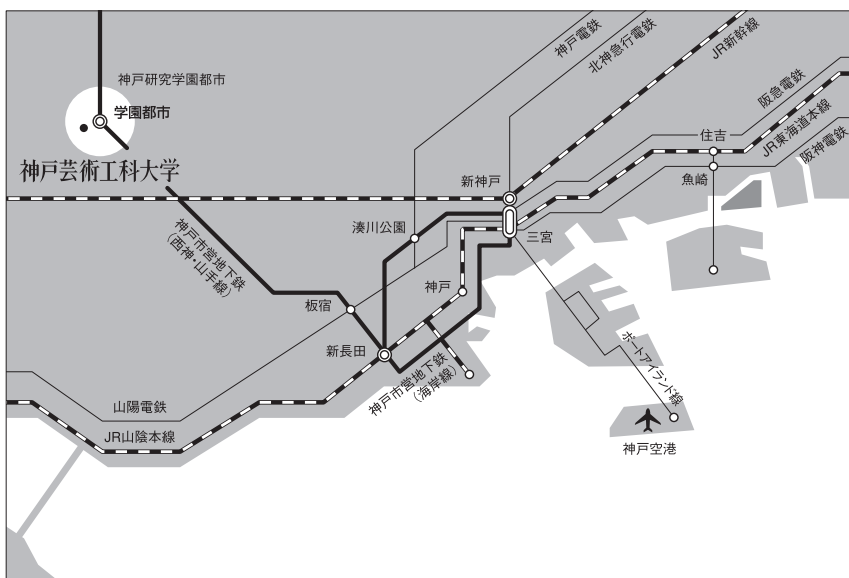 神戸電鉄
北神急行電鉄
JR新幹線
神戸研究学園都市
学園都市
神戸芸術工科大学
阪急電鉄
住吉
JR東海道本線
阪神電鉄
新神戸
魚崎
湊川公園
三宮
神戸市営地下鉄
(西神・山手線)
神戸
板宿
新長田
神戸市営地下鉄
(海岸線)
ポートアイランド線
山陽電鉄
JR山陰本線
神戸空港